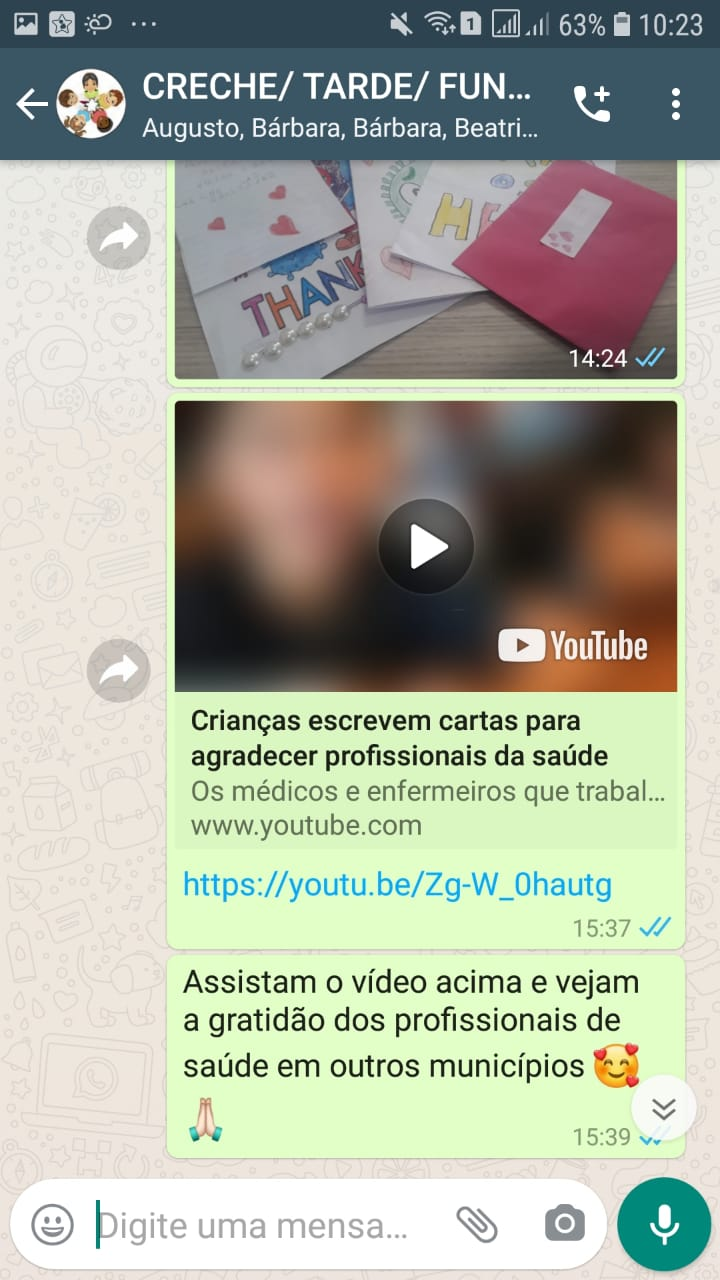 1
63%
10:23
CRECHE/ TARDE/ FUN...
Augusto, Bárbara, Bárbara, Beatri...
THANK
HE
14:24
YouTube
Crianças escrevem cartas para
agradecer profissionais da saúde
Os médicos e enfermeiros que trabal...
www.youtube.com
https://youtu.be/Zg-W_0hautg
15:37
Assistam o vídeo acima e vejam
a gratidão dos profissionais de
saúde em outros municípios 🥰
🙏🏻
15:39
Digite uma mensa...